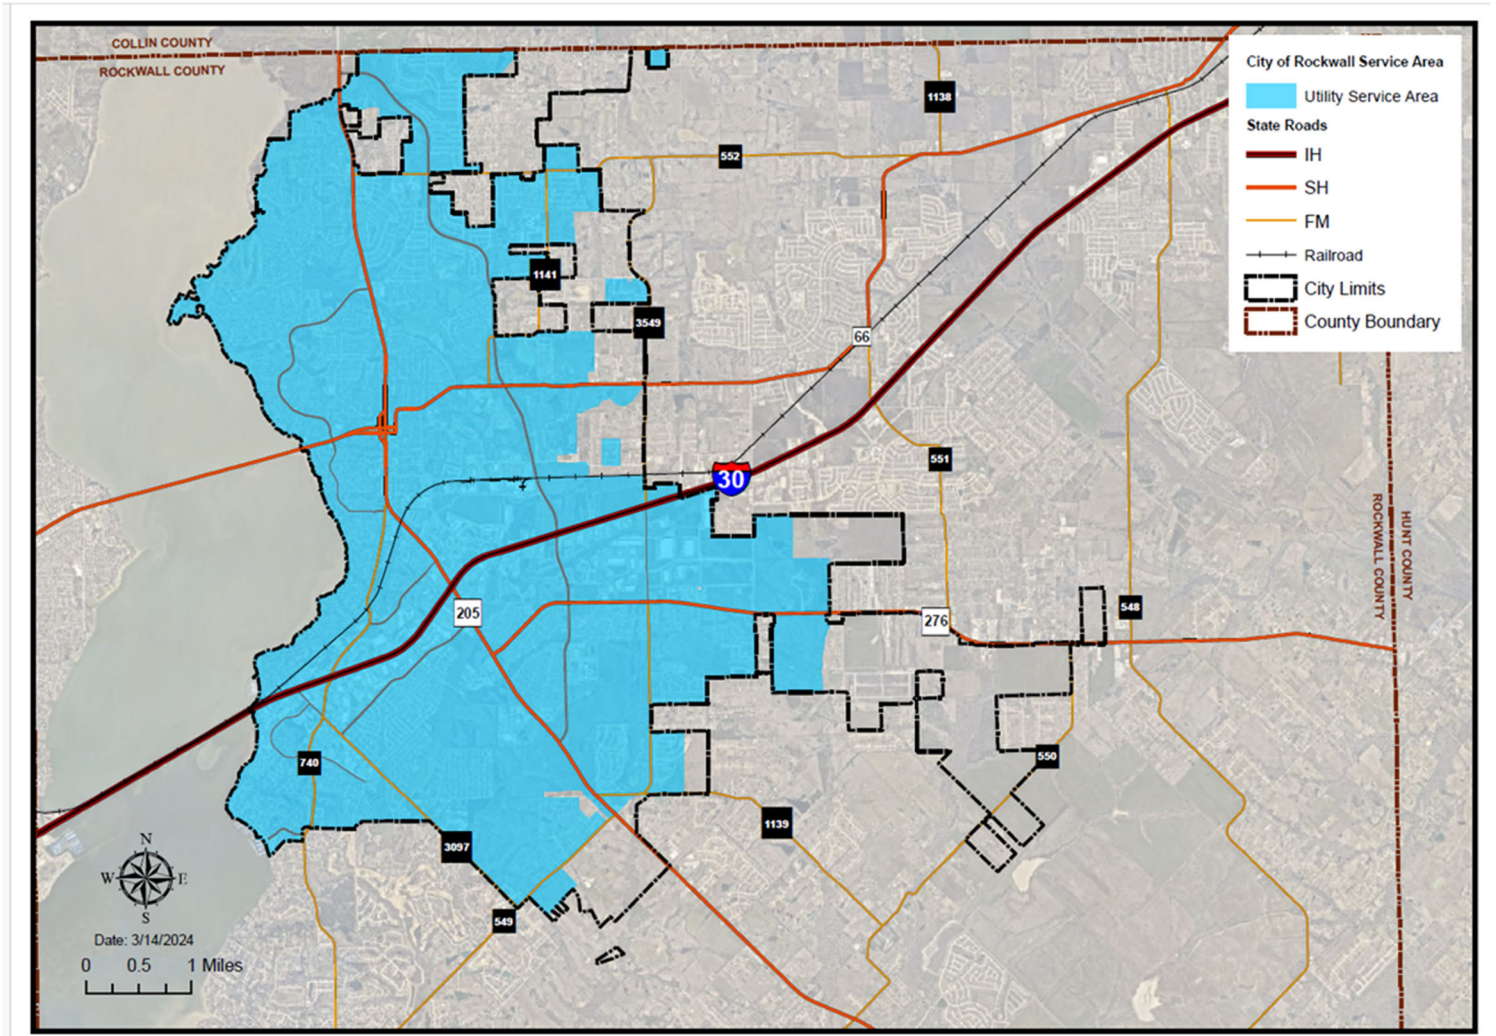 COLLIN COUNTY
ROCKWALL COUNTY
City of Rockwall Service Area
Utility Service Area
State Roads
IH
SH
FM
Railroad
City Limits
County Boundary
1138
552
1141
3549
66
30
551
205
276
548
HUNT COUNTY
ROCKWALL COUNTY
740
550
1139
3097
549
N
W E
S
Date: 3/14/2024
0 0.5 1 Miles